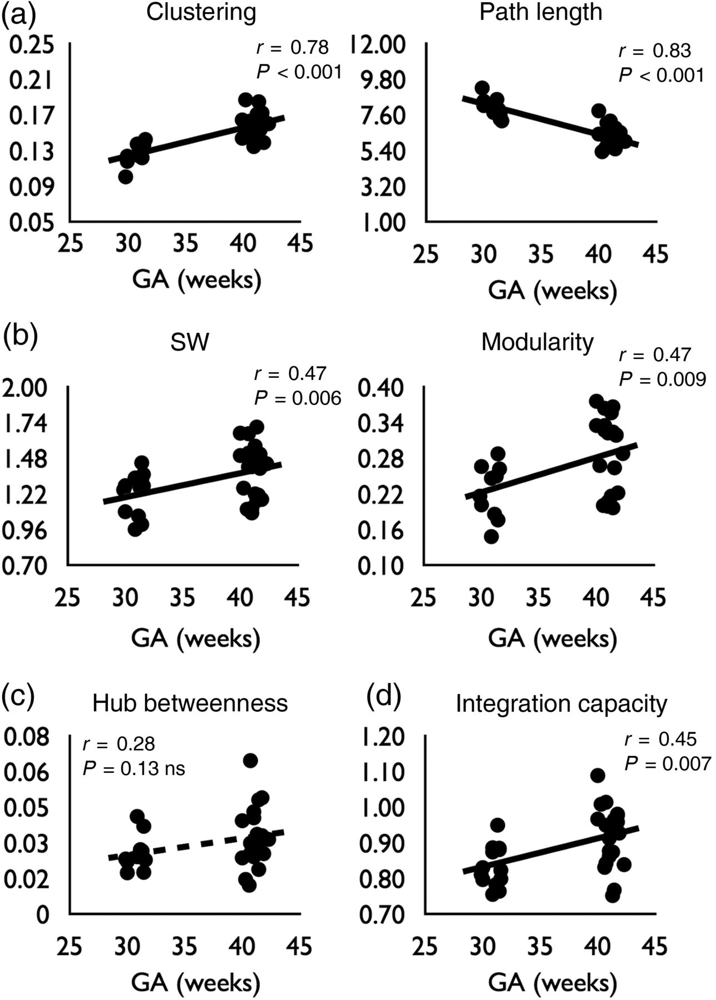 (a) Clustering Path length
r = 0.78
P < 0.001
r = 0.83
P < 0.001
0.25
0.21
0.17
0.13
0.09
0.05
25 30 35 40 45
GA (weeks)
12.00
9.80
7.60
5.40
3.20
1.00
25 30 35 40 45
GA (weeks)
(b) SW Modularity
r = 0.47
P = 0.006
r = 0.47
P = 0.009
2.00
1.74
1.48
1.22
0.96
0.70
25 30 35 40 45
GA (weeks)
0.40
0.34
0.28
0.22
0.16
0.10
25 30 35 40 45
GA (weeks)
(c) Hub betweenness
r = 0.28
P = 0.13 ns
0.08
0.06
0.05
0.03
0.02
0
25 30 35 40 45
GA (weeks)
(d) Integration capacity
r = 0.45
P = 0.007
1.20
1.10
1.00
0.90
0.80
0.70
25 30 35 40 45
GA (weeks)